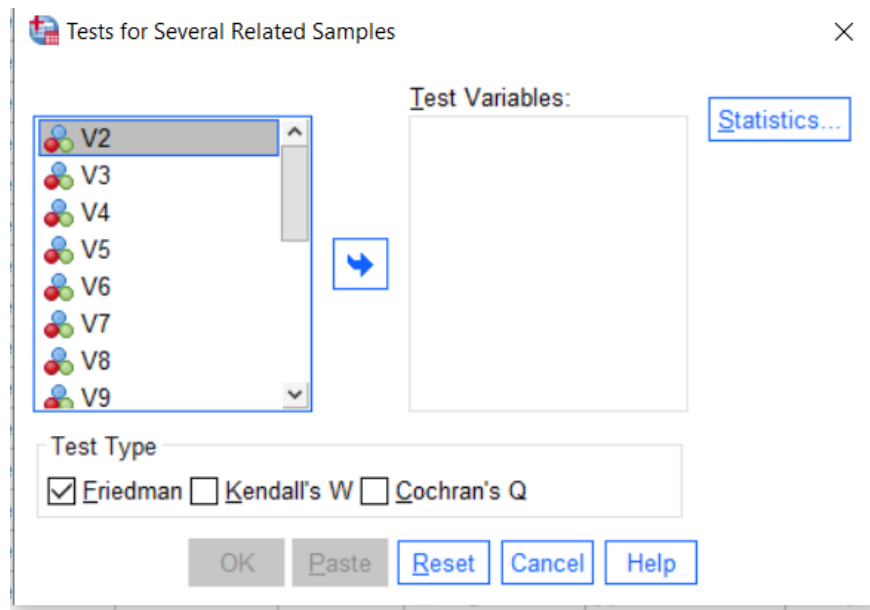 Tests for Several Related Samples
Test Variables:
Statistics...
V2
V3
V4
V5
V6
V7
V8
V9
Test Type
Friedman Kendall's W Cochran's Q
OK Paste Reset Cancel Help